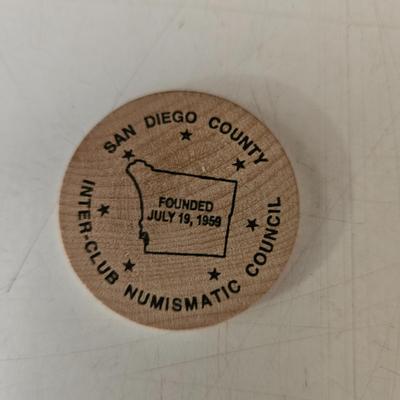 SAN DIEGO COUNTY
FOUNDED
JULY 19, 1959
INTER-CLUB NUMISMATIC COUNCIL